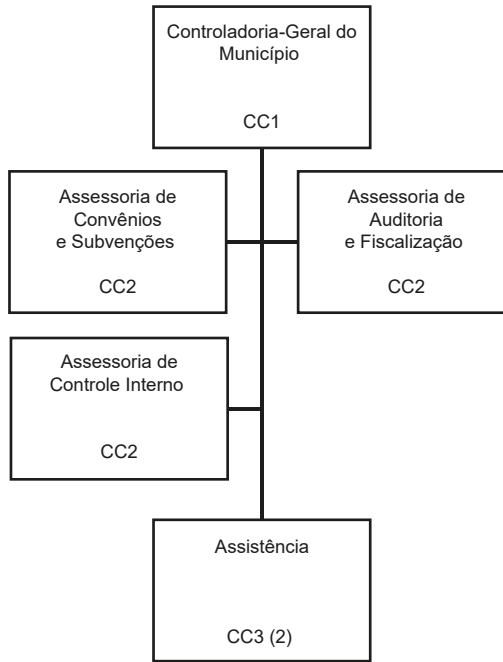 Controladoria-Geral do
Município
CC1
Assessoria de
Convênios
e Subvenções
CC2
Assessoria de
Auditoria
e Fiscalização
CC2
Assessoria de
Controle Interno
CC2
Assistência
CC3 (2)